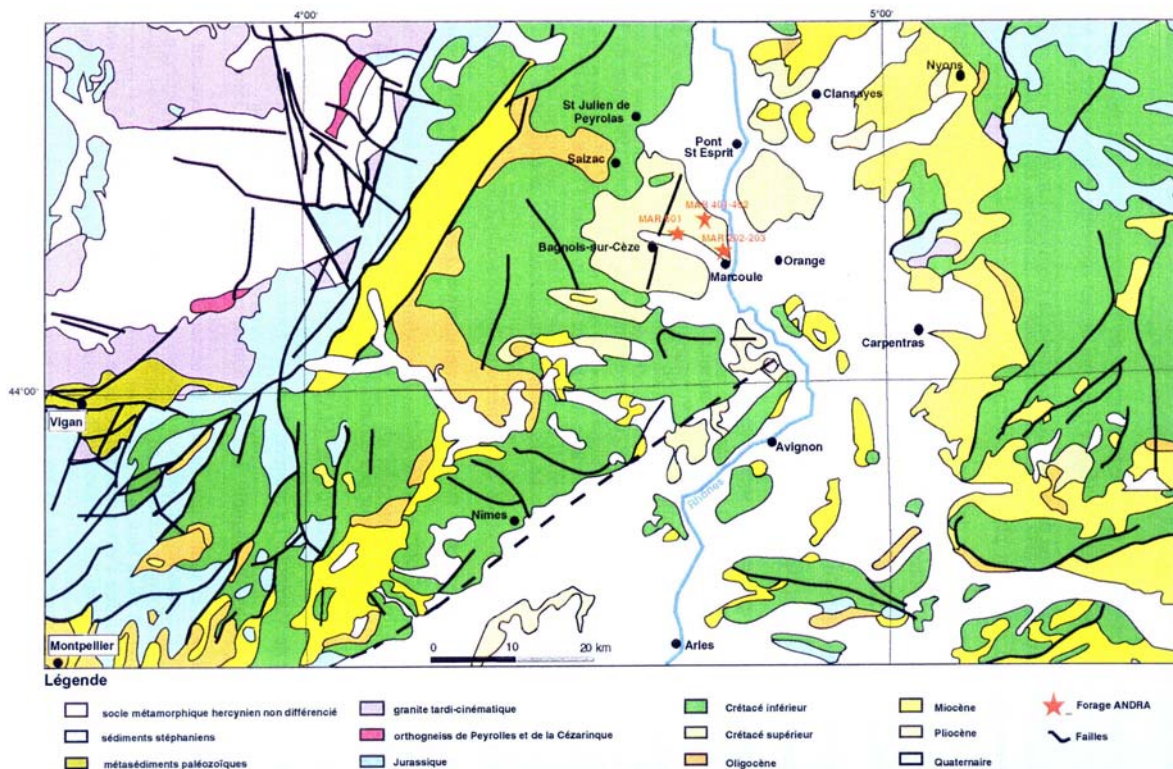 4°00'
5°00'
Nyons
Clansayes
St Julien de
Peyrolas
Pont
St Esprit
Salzac
MAR 401-402
MAR 501
Bagnols-sur-Cèze
MAR 202-203
Marcoule
Orange
Carpentras
44°00'
Vigan
Avignon
Rhônes
Nîmes
Montpellier
Arles
0 10 20 km
Légende
socle métamorphique hercynien non différencié
sédiments stéphaniens
métasédiments paléozoïques
granite tardi-cinématique
orthogneiss de Peyrolles et de la Cézarinque
Jurassique
Crétacé inférieur
Crétacé supérieur
Oligocène
Miocène
Pliocène
Quaternaire
Forage ANDRA
Failles